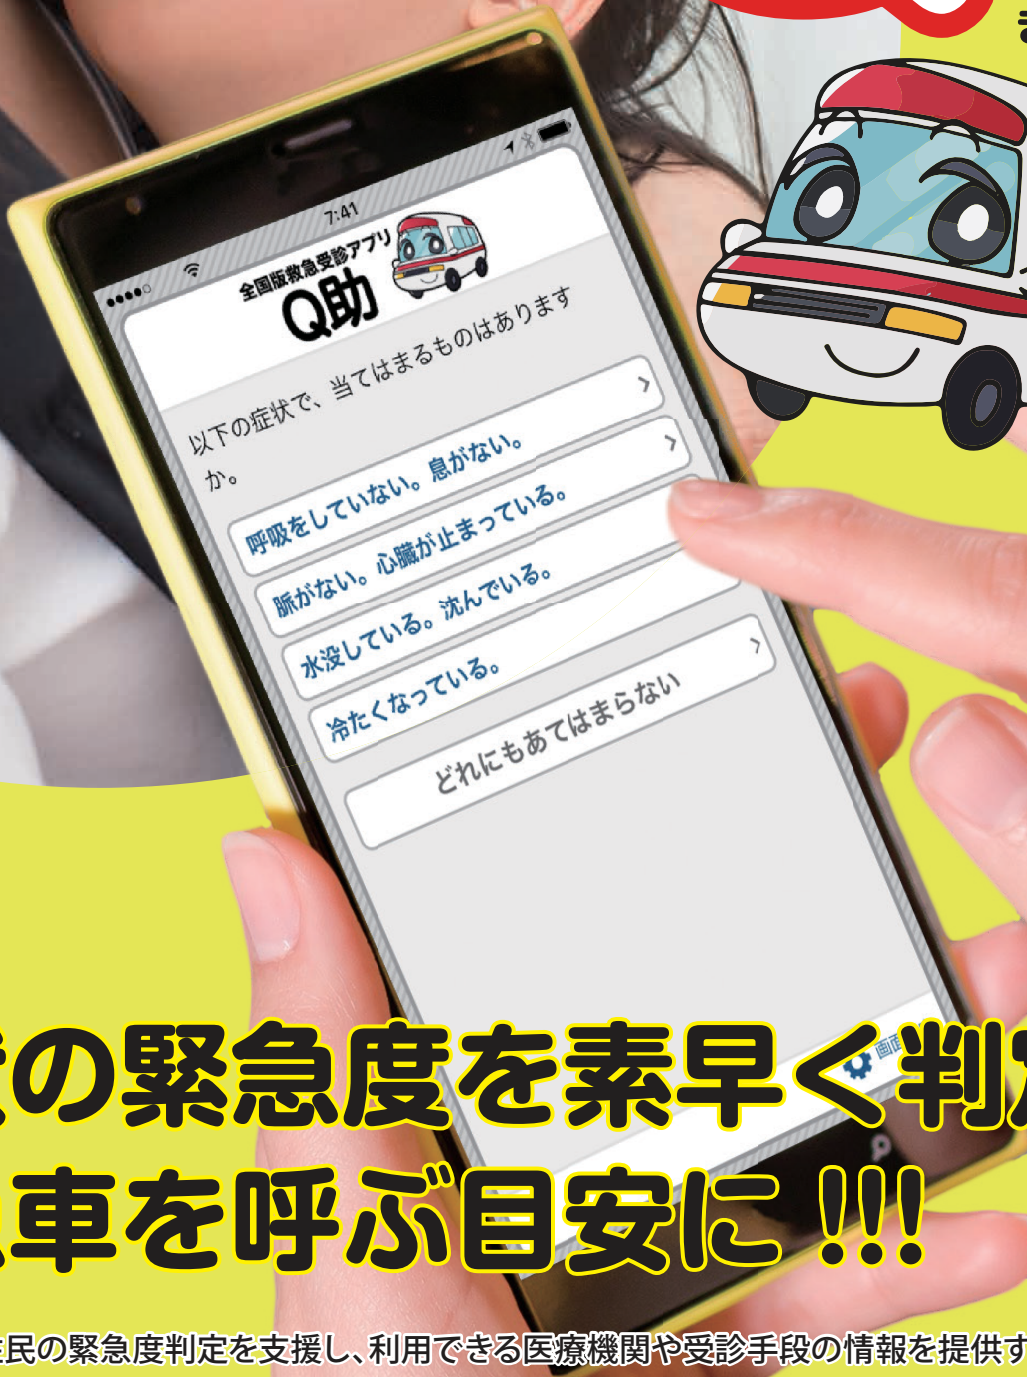 7:41
全国版救急受診アプリ
Q助
以下の症状で、当てはまるものはあります
か。
呼吸をしていない。息がない。
脈がない。心臓が止まっている。
水没している。沈んでいる。
冷たくなっている。
どれにもあてはまらない
画面
の緊急度を素早く判定
車を呼ぶ目安に !!!
民の緊急度判定を支援し、利用できる医療機関や受診手段の情報を提供す